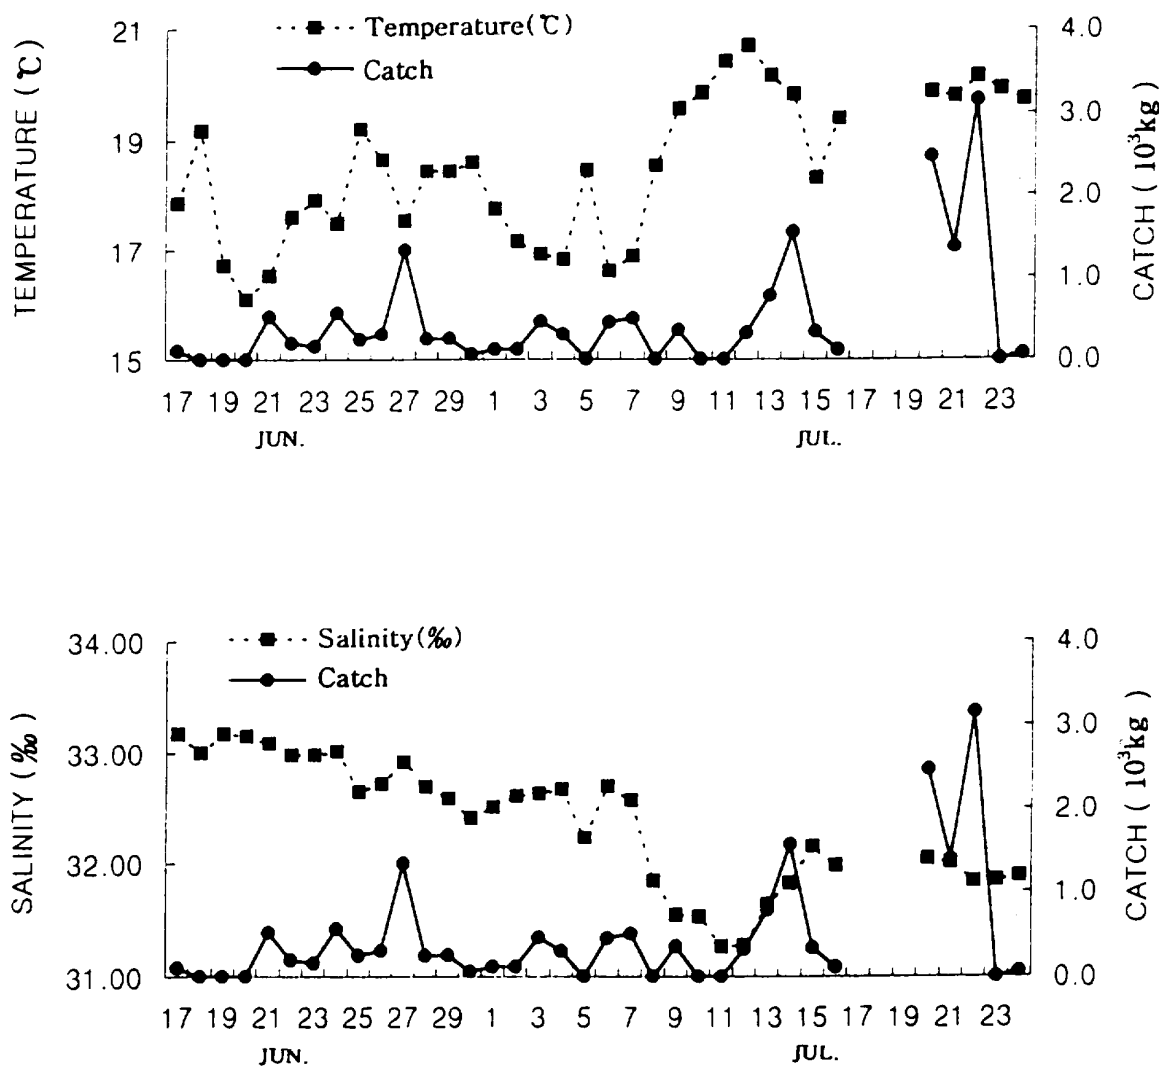 Temperature(℃)
Catch
TEMPERATURE (℃)
21
19
17
15
4.0
3.0
2.0
1.0
0.0
CATCH ( 10³kg )
17 19 21 23 25 27 29 1 3 5 7 9 11 13 15 17 19 21 23
JUN. JUL.
Salinity(‰)
Catch
SALINITY (‰)
34.00
33.00
32.00
31.00
4.0
3.0
2.0
1.0
0.0
CATCH ( 10³kg )
17 19 21 23 25 27 29 1 3 5 7 9 11 13 15 17 19 21 23
JUN. JUL.